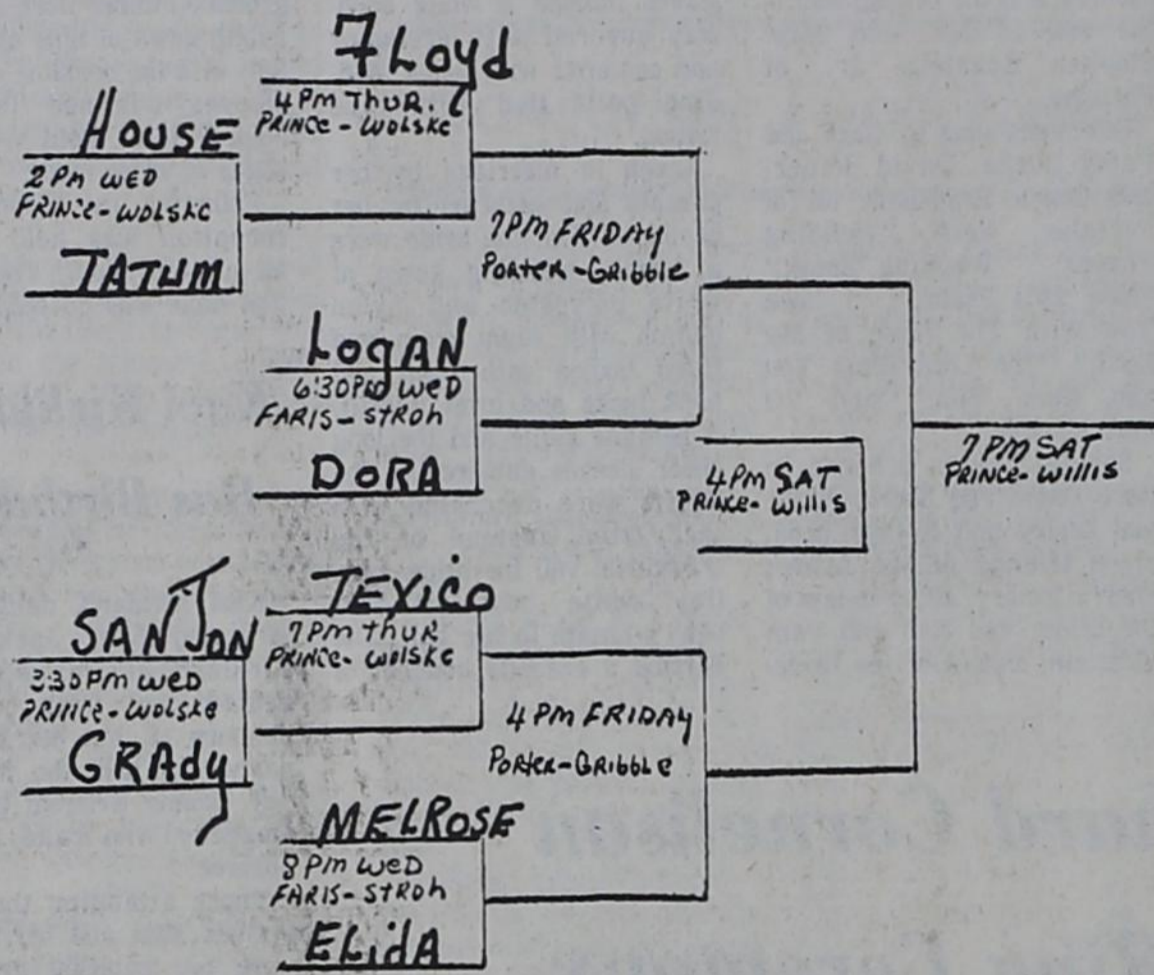 7Loyd
4PM THUR.
PRINCE-WOLSKE
HOUSE
2PM WED
PRINCE-WOLSKE
TATUM
7PM FRIDAY
PORTER-GRIBBLE
LOGAN
6:30PM WED
FARIS-STROH
DORA
4PM SAT
PRINCE-WILLIS
7PM SAT
PRINCE-WILLIS
TEXICO
7PM THUR
PRINCE-WOLSKE
SAN JON
3:30PM WED
PRINCE-WOLSKE
GRAdy
4PM FRIDAY
PORTER-GRIBBLE
MELROSE
8PM WED
FARIS-STROH
ELidA